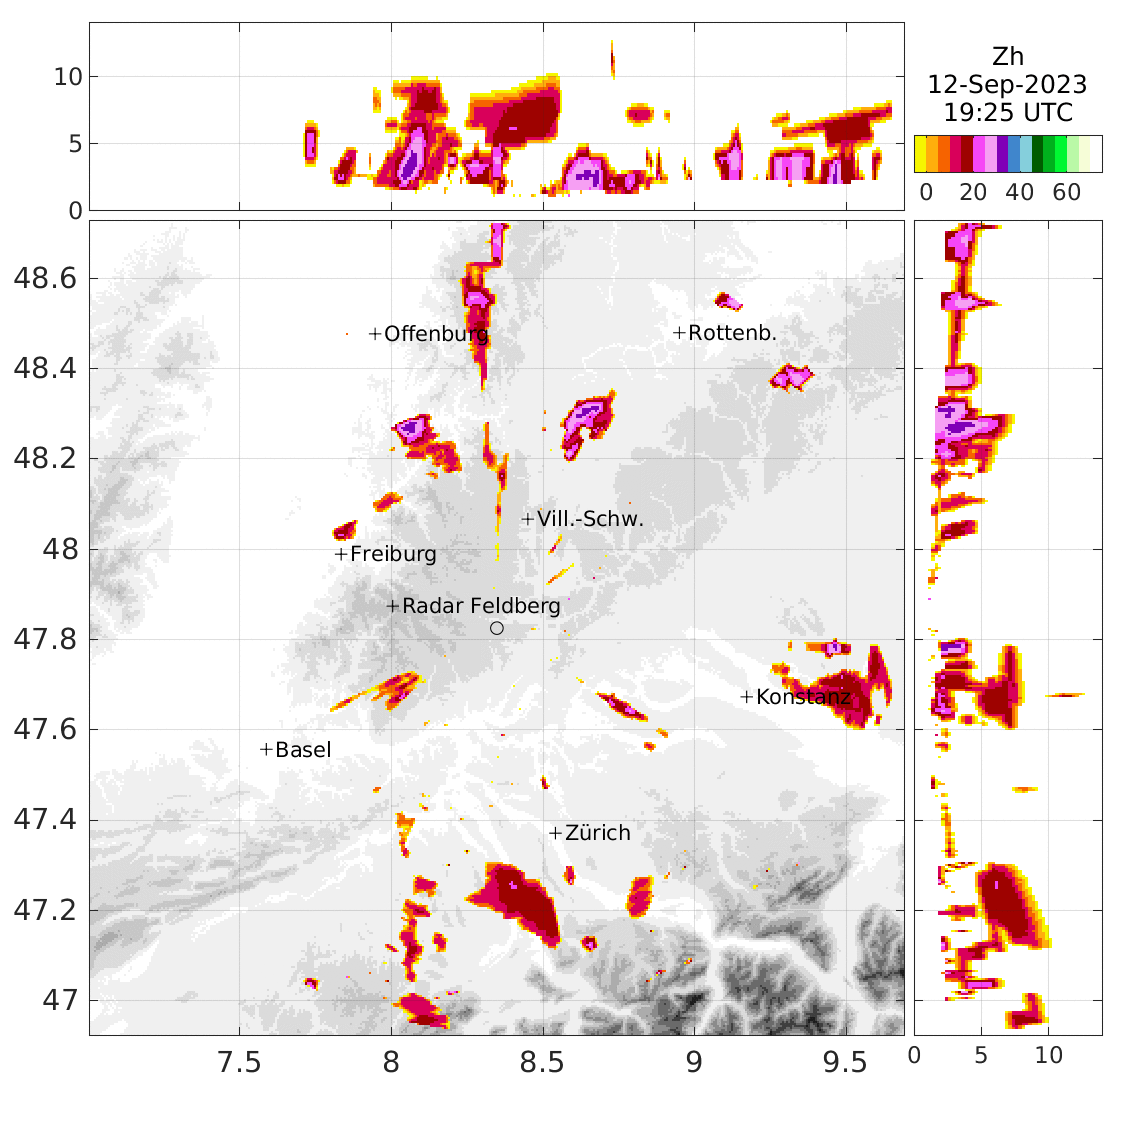 Zh
12-Sep-2023
19:25 UTC
10
5
0
0 20 40 60
48.6
48.4
48.2
48
47.8
47.6
47.4
47.2
47
+Offenburg
+Rottenb.
+Vill.-Schw.
+Freiburg
+Radar Feldberg
+Konstanz
+Basel
+Zürich
7.5 8 8.5 9 9.5
0 5 10